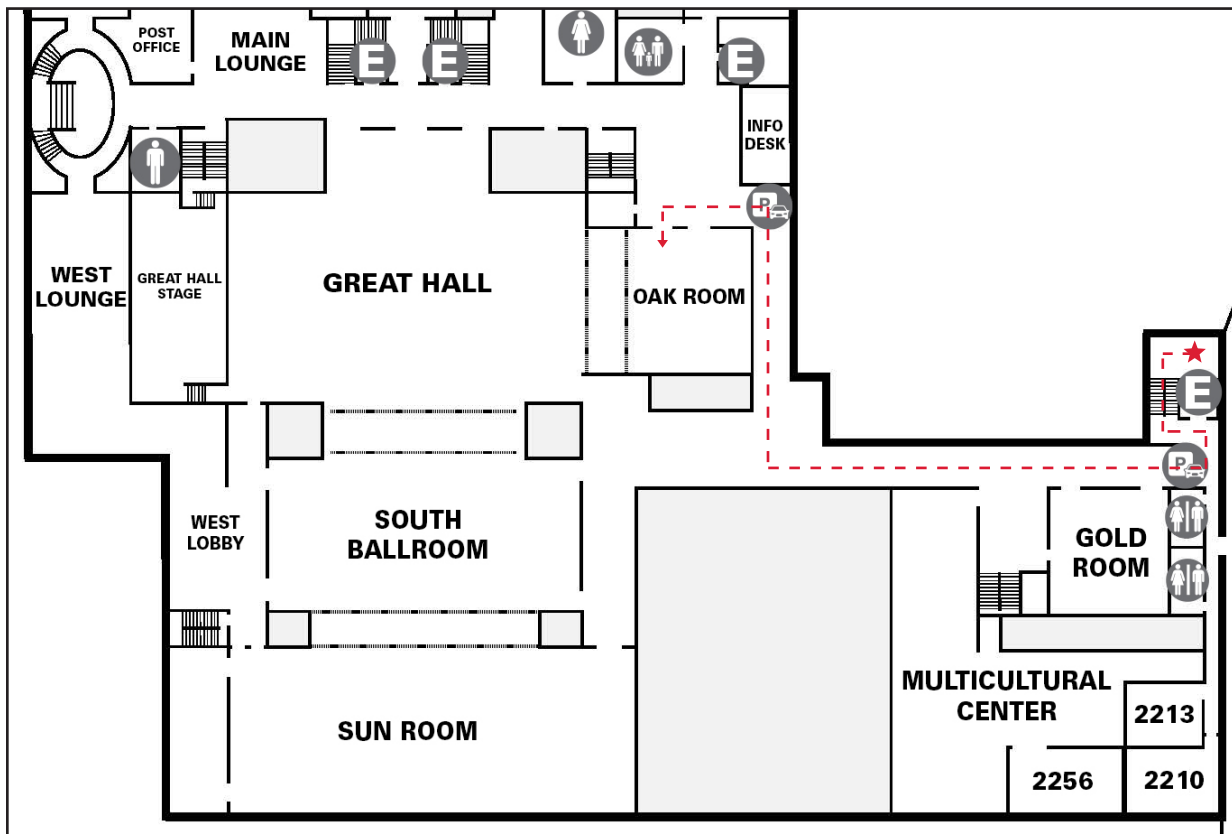 POST
OFFICE
MAIN
LOUNGE
E
E
E
INFO
DESK
P
WEST
LOUNGE
GREAT HALL
STAGE
GREAT HALL
OAK ROOM
E
P
WEST
LOBBY
SOUTH
BALLROOM
GOLD
ROOM
SUN ROOM
MULTICULTURAL
CENTER
2213
2256
2210